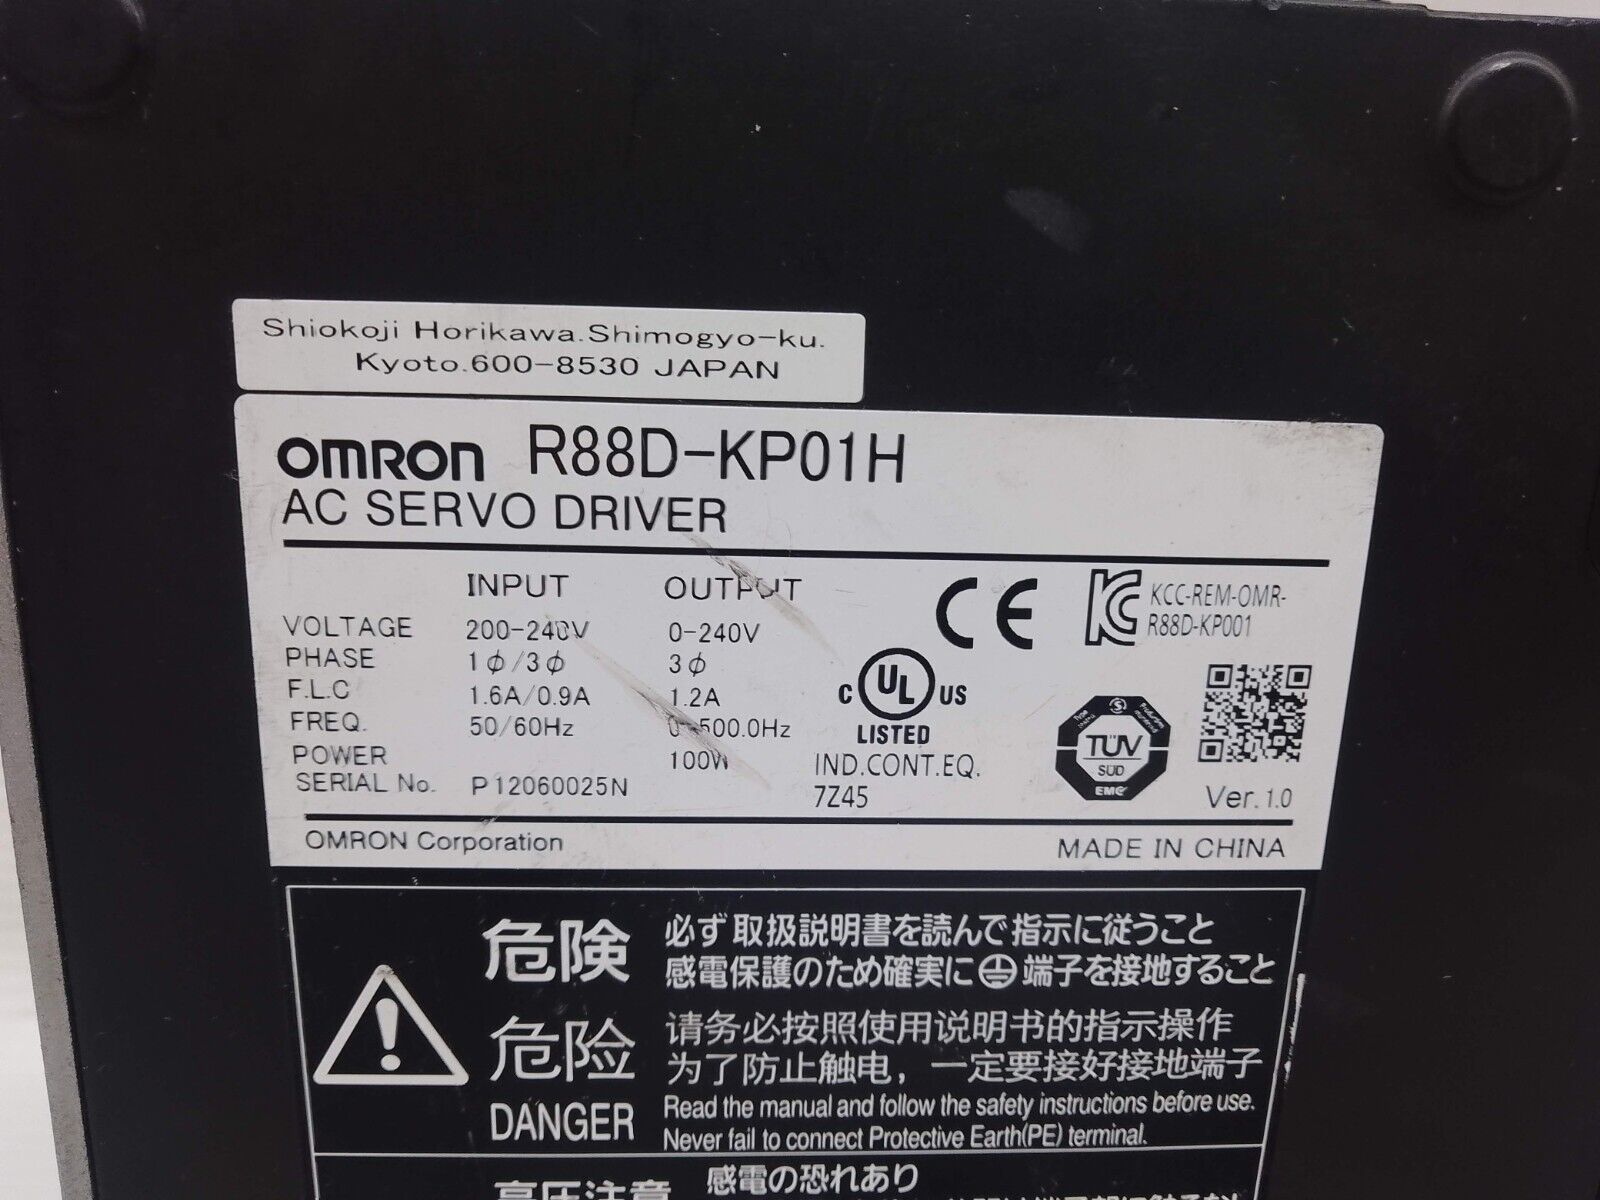 Shiokoji Horikawa.Shimogyo-ku.
Kyoto.600-8530 JAPAN
OMRON R88D-KP01H
AC SERVO DRIVER
INPUT OUTPUT
VOLTAGE 200-240V 0-240V
PHASE 1φ/3φ 3φ
F.L.C 1.6A/0.9A 1.2A
FREQ. 50/60Hz 0-500.0Hz
POWER 100W
SERIAL No. P12060025N
CE
KC KCC-REM-OMR-
R88D-KP001
C UL US
LISTED
IND.CONT.EQ.
7Z45
TÜV
SÜD
EMC
Ver. 1.0
OMRON Corporation MADE IN CHINA
危険 必ず取扱説明書を読んで指示に従うこと
感電保護のため確実に⏚端子を接地すること
危险 请务必按照使用说明书的指示操作
为了防止触电，一定要接好接地端子
DANGER Read the manual and follow the safety instructions before use.
Never fail to connect Protective Earth(PE) terminal.
高圧注意 感電の恐れあり